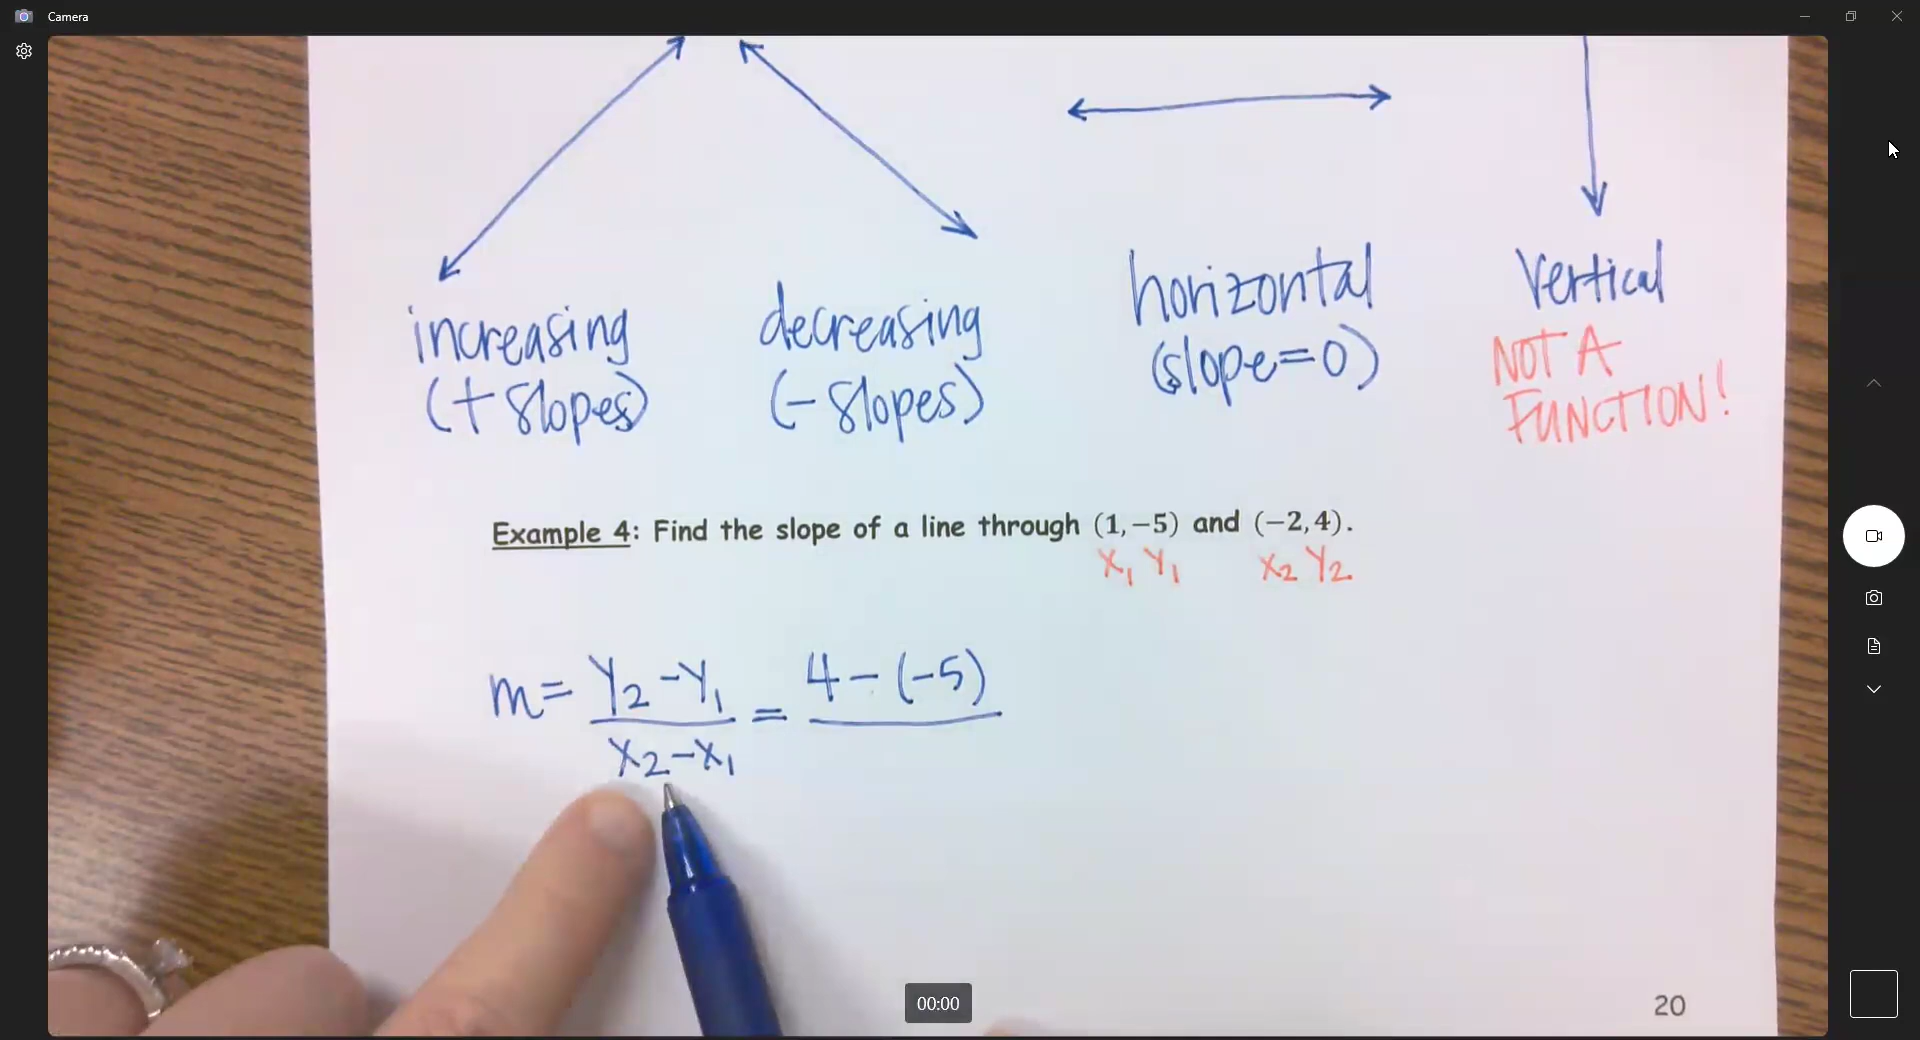 Camera
increasing
(+ slopes)
decreasing
(- slopes)
horizontal
(slope=0)
Vertical
NOT A
FUNCTION!
Example 4: Find the slope of a line through (1,−5) and (−2,4).
X₁ Y₁ X₂ Y₂
m = Y₂ - Y₁ / X₂ - X₁ = 4 - (-5)
00:00
20